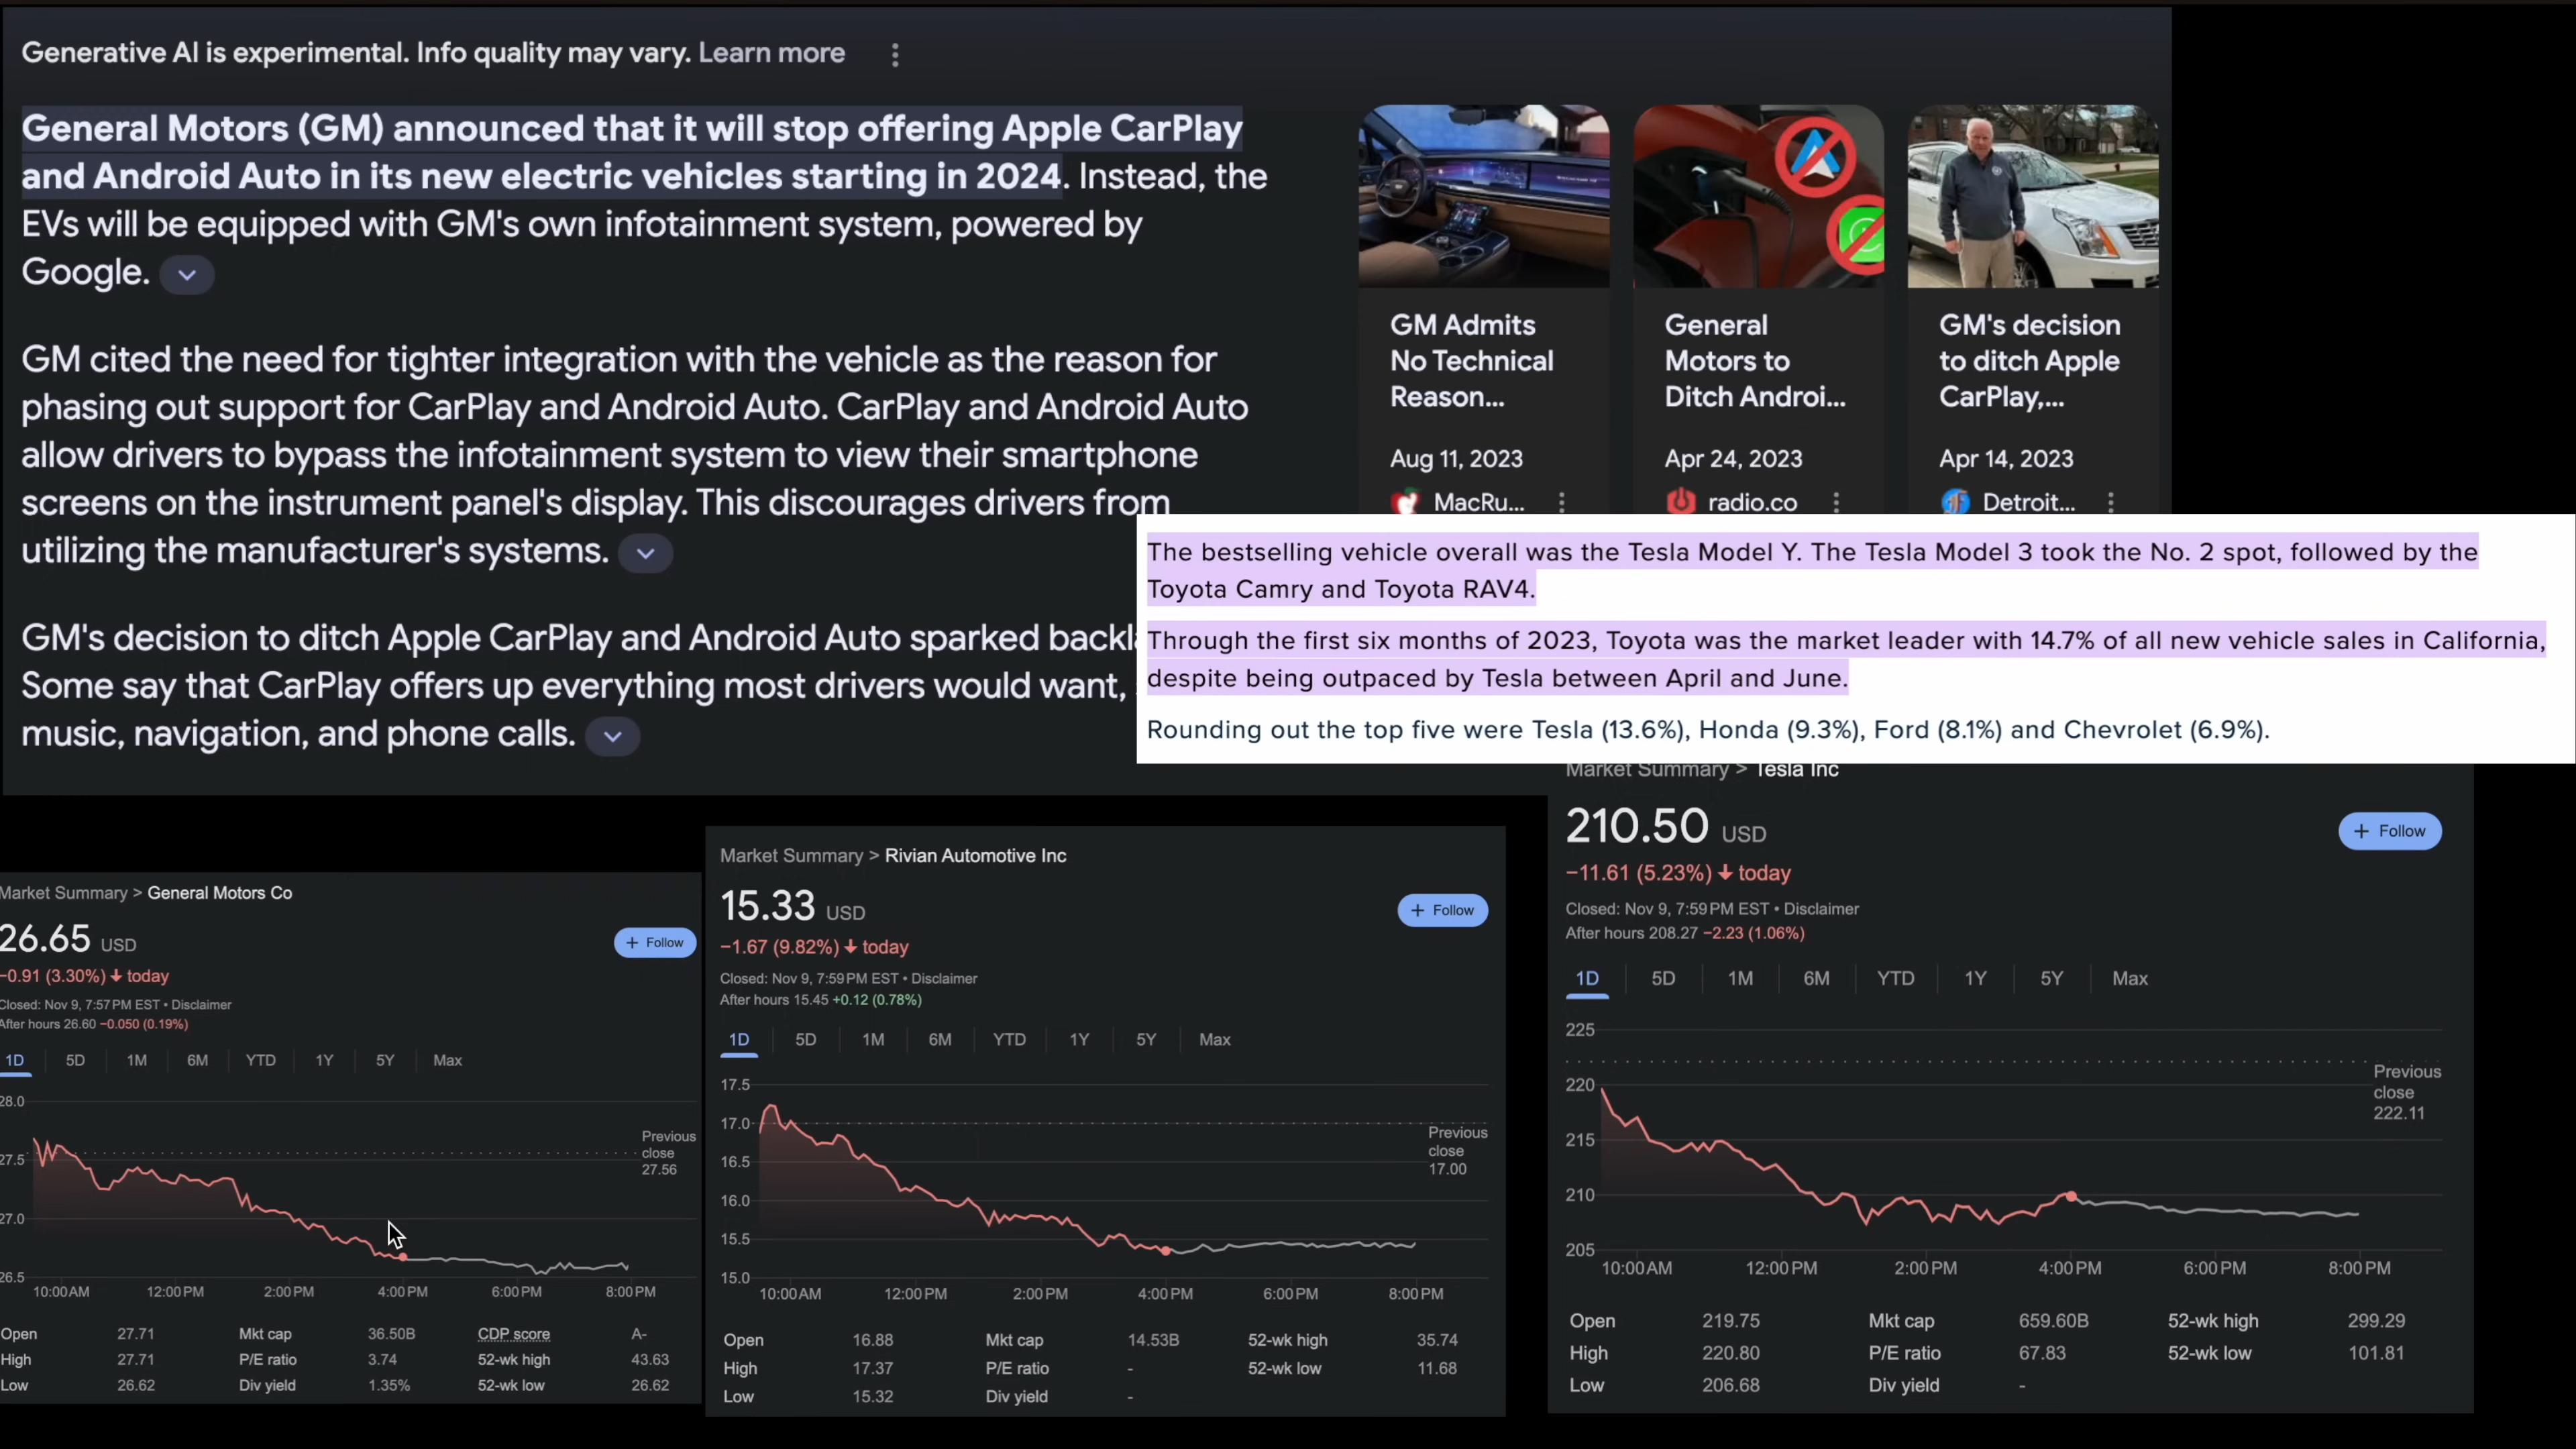 Generative AI is experimental. Info quality may vary. Learn more
General Motors (GM) announced that it will stop offering Apple CarPlay
and Android Auto in its new electric vehicles starting in 2024. Instead, the
EVs will be equipped with GM's own infotainment system, powered by
Google.
GM cited the need for tighter integration with the vehicle as the reason for
phasing out support for CarPlay and Android Auto. CarPlay and Android Auto
allow drivers to bypass the infotainment system to view their smartphone
screens on the instrument panel's display. This discourages drivers from
utilizing the manufacturer's systems.
GM's decision to ditch Apple CarPlay and Android Auto sparked
Some say that CarPlay offers up everything most drivers would want,
music, navigation, and phone calls.
GM Admits
No Technical
Reason...
Aug 11, 2023
MacRu...
General
Motors to
Ditch Androi...
Apr 24, 2023
radio.co
GM's decision
to ditch Apple
CarPlay,...
Apr 14, 2023
Detroit...
The bestselling vehicle overall was the Tesla Model Y. The Tesla Model 3 took the No. 2 spot, followed by the
Toyota Camry and Toyota RAV4.
Through the first six months of 2023, Toyota was the market leader with 14.7% of all new vehicle sales in California,
despite being outpaced by Tesla between April and June.
Rounding out the top five were Tesla (13.6%), Honda (9.3%), Ford (8.1%) and Chevrolet (6.9%).
Market Summary > General Motors Co
26.65 USD
+ Follow
−0.91 (3.30%) ↓ today
Closed: Nov 9, 7:57 PM EST • Disclaimer
After hours 26.60 −0.050 (0.19%)
1D 5D 1M 6M YTD 1Y 5Y Max
28.0
27.5
27.0
26.5
Previous
close
27.56
10:00 AM 12:00 PM 2:00 PM 4:00 PM 6:00 PM 8:00 PM
Open 27.71 Mkt cap 36.50B CDP score A-
High 27.71 P/E ratio 3.74 52-wk high 43.63
Low 26.62 Div yield 1.35% 52-wk low 26.62
Market Summary > Rivian Automotive Inc
15.33 USD
+ Follow
−1.67 (9.82%) ↓ today
Closed: Nov 9, 7:59 PM EST • Disclaimer
After hours 15.45 +0.12 (0.78%)
1D 5D 1M 6M YTD 1Y 5Y Max
17.5
17.0
16.5
16.0
15.5
15.0
Previous
close
17.00
10:00 AM 12:00 PM 2:00 PM 4:00 PM 6:00 PM 8:00 PM
Open 16.88 Mkt cap 14.53B 52-wk high 35.74
High 17.37 P/E ratio - 52-wk low 11.68
Low 15.32 Div yield -
Market Summary > Tesla Inc
210.50 USD
+ Follow
−11.61 (5.23%) ↓ today
Closed: Nov 9, 7:59 PM EST • Disclaimer
After hours 208.27 −2.23 (1.06%)
1D 5D 1M 6M YTD 1Y 5Y Max
225
220
215
210
205
Previous
close
222.11
10:00 AM 12:00 PM 2:00 PM 4:00 PM 6:00 PM 8:00 PM
Open 219.75 Mkt cap 659.60B 52-wk high 299.29
High 220.80 P/E ratio 67.83 52-wk low 101.81
Low 206.68 Div yield -